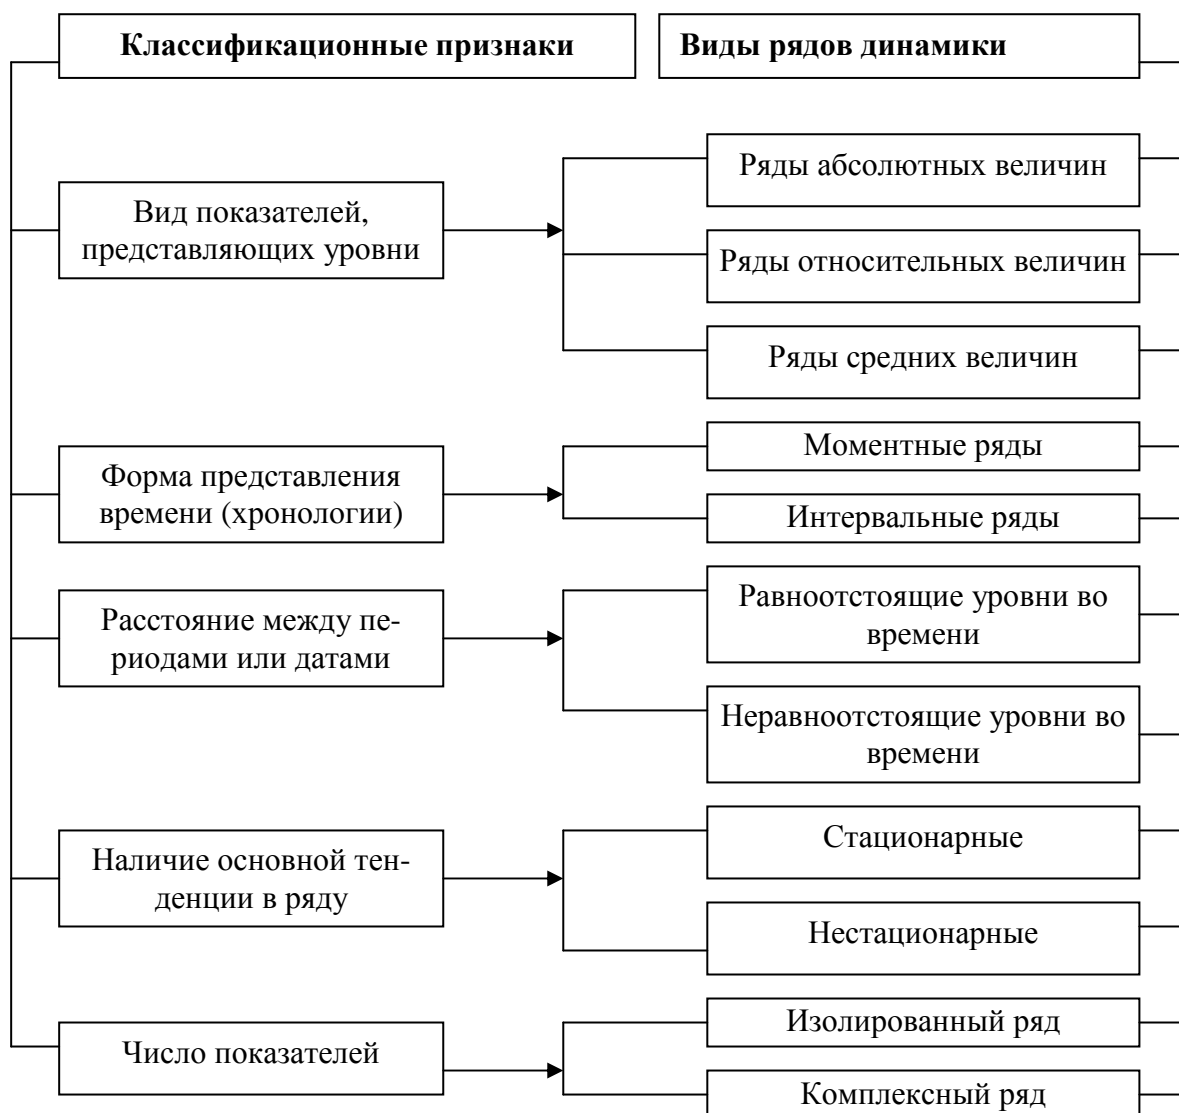 Классификационные признаки
Виды рядов динамики
Вид показателей,
представляющих уровни
Ряды абсолютных величин
Ряды относительных величин
Ряды средних величин
Форма представления
времени (хронологии)
Моментные ряды
Интервальные ряды
Расстояние между пе-
риодами или датами
Равноотстоящие уровни во
времени
Неравноотстоящие уровни во
времени
Наличие основной тен-
денции в ряду
Стационарные
Нестационарные
Число показателей
Изолированный ряд
Комплексный ряд